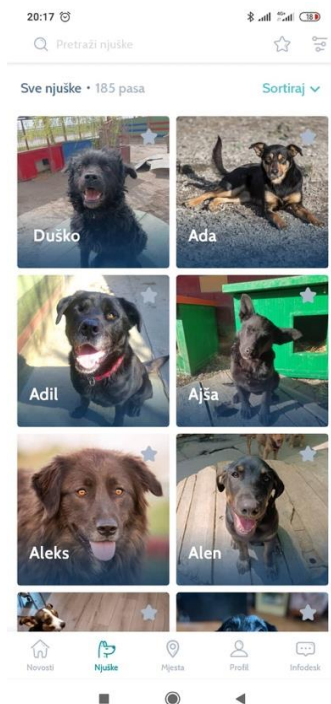 20:17
18
Pretraži njuške
Sve njuške • 185 pasa
Sortiraj
Duško
Ada
Adil
Ajša
Aleks
Alen
Novosti
Njuške
Mjesta
Profil
Infodesk